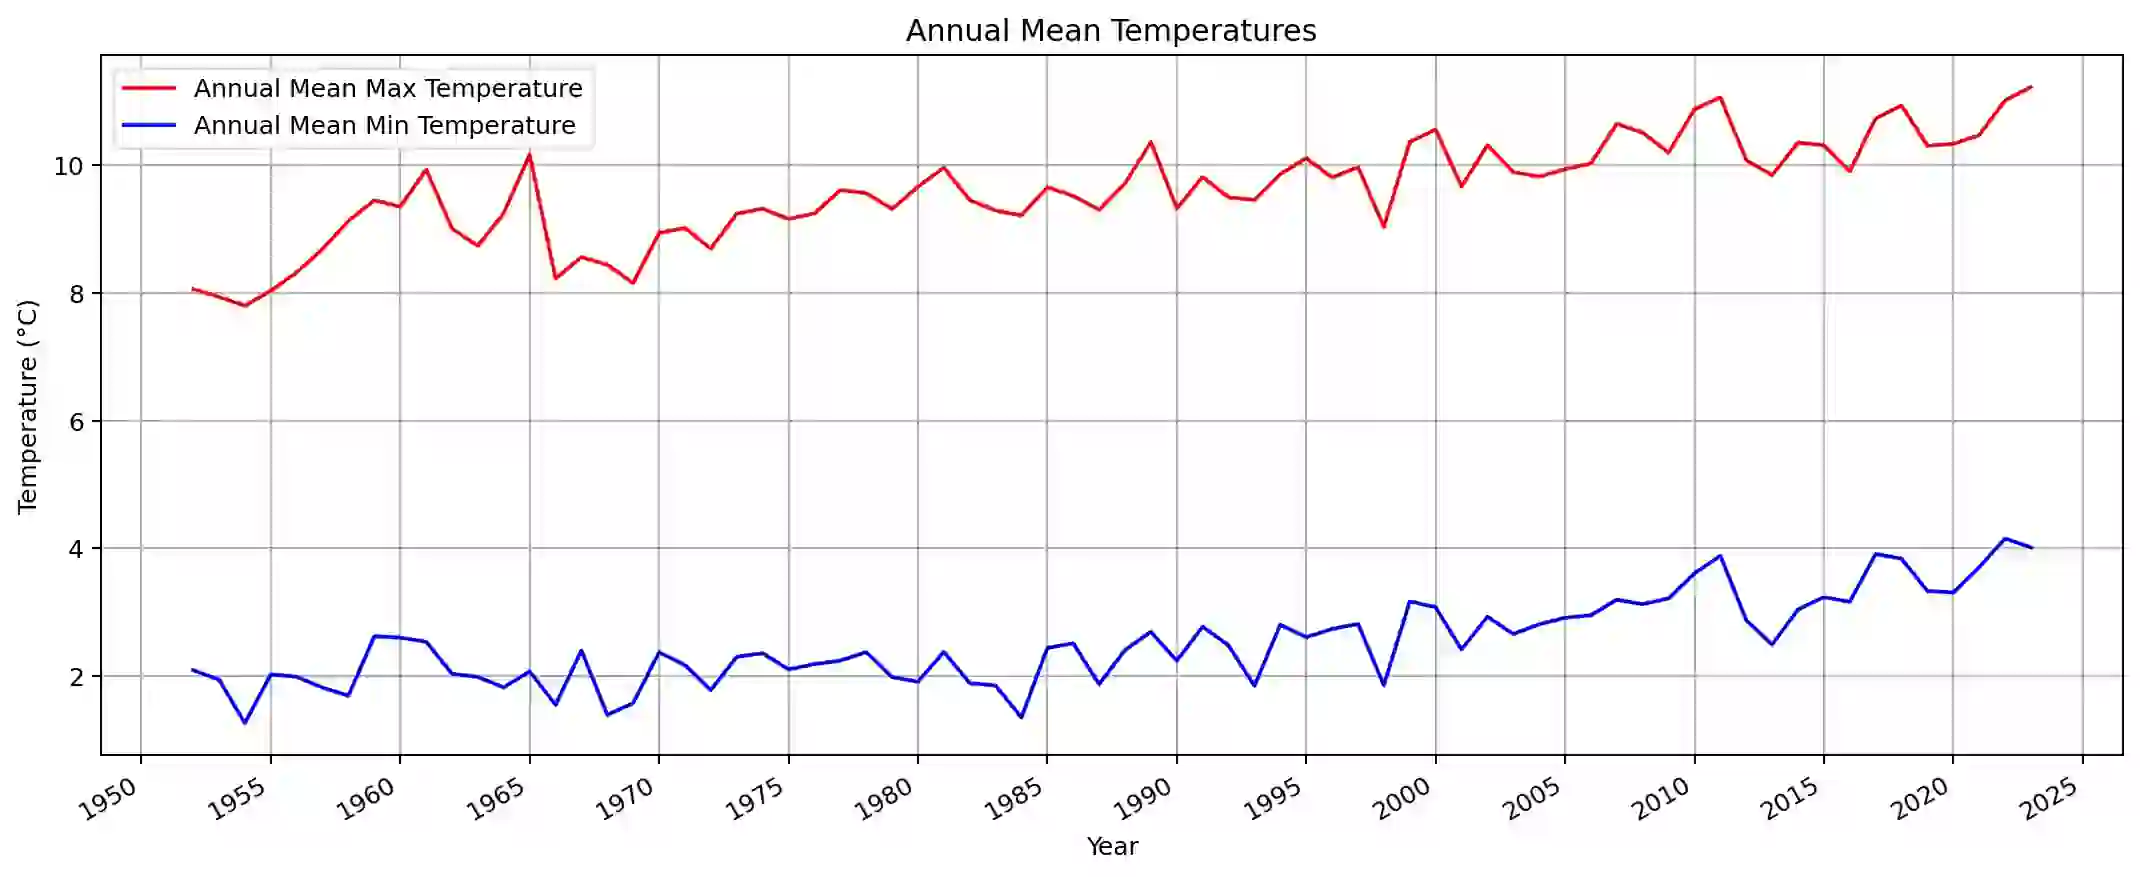 Annual Mean Temperatures
Annual Mean Max Temperature
Annual Mean Min Temperature
Temperature (°C)
10
8
6
4
2
1950 1955 1960 1965 1970 1975 1980 1985 1990 1995 2000 2005 2010 2015 2020 2025
Year